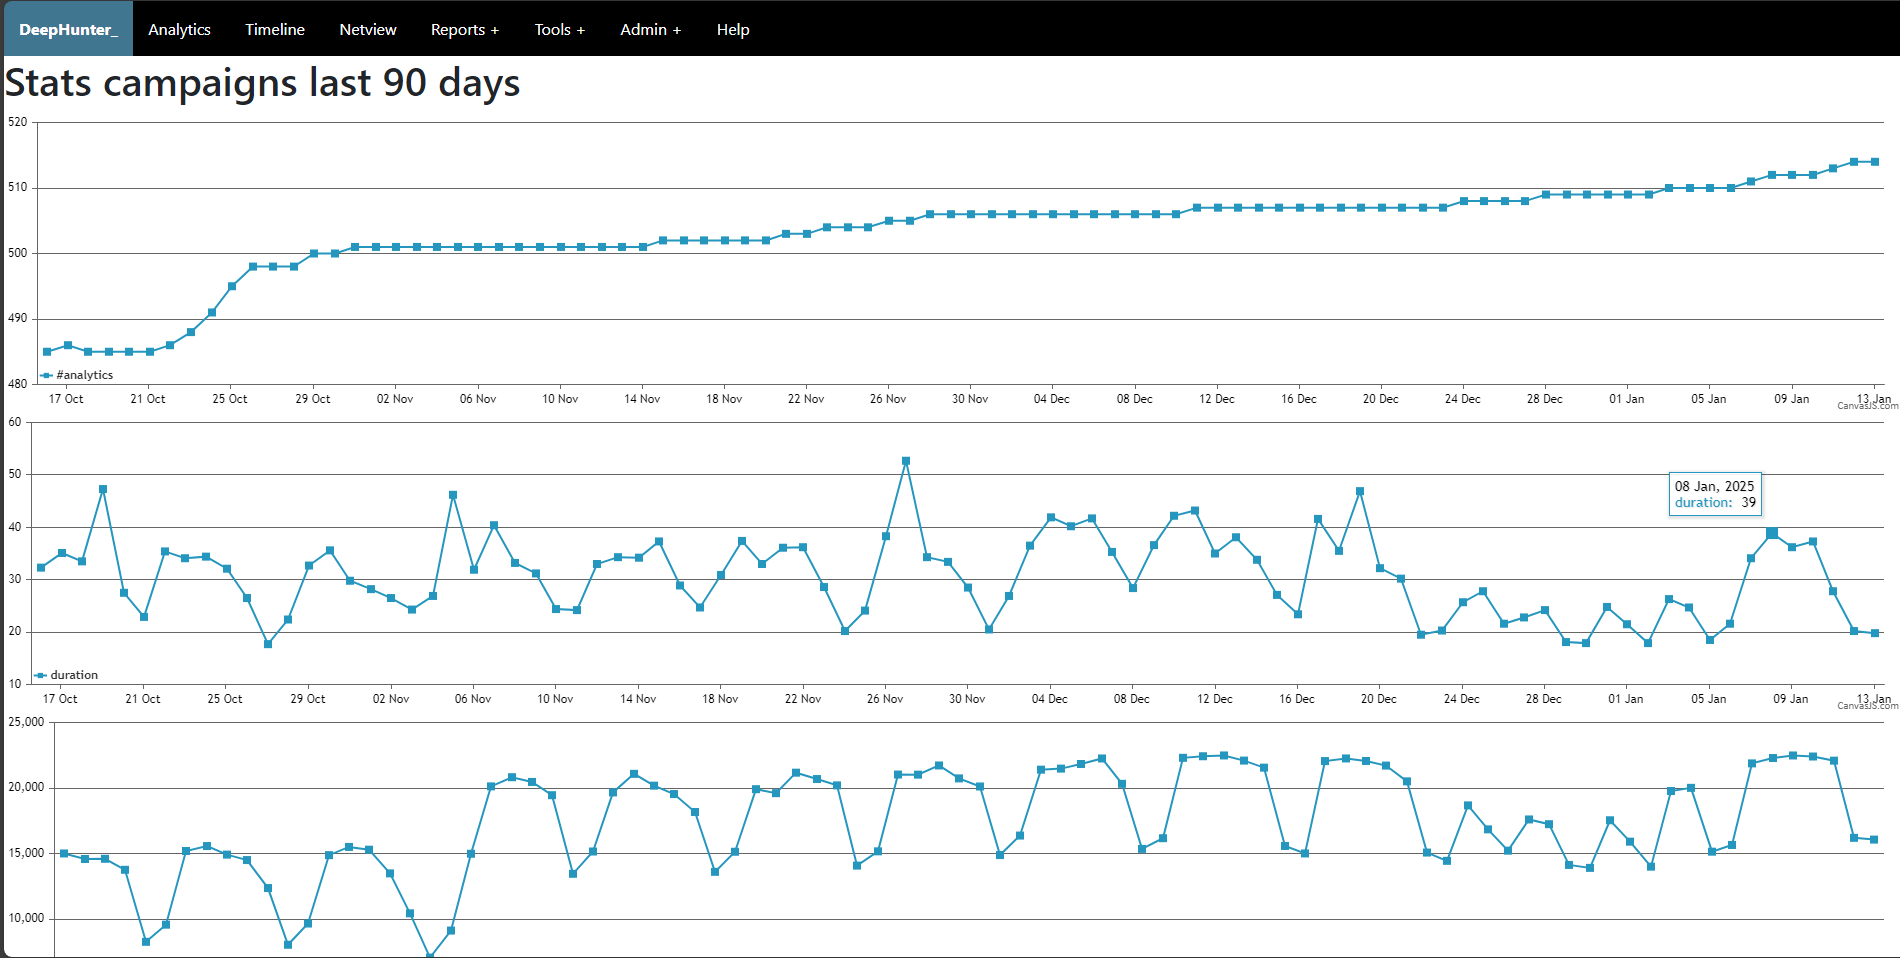 DeepHunter_ Analytics Timeline Netview Reports + Tools + Admin + Help
Stats campaigns last 90 days
520
510
500
490
480
#analytics
17 Oct 21 Oct 25 Oct 29 Oct 02 Nov 06 Nov 10 Nov 14 Nov 18 Nov 22 Nov 26 Nov 30 Nov 04 Dec 08 Dec 12 Dec 16 Dec 20 Dec 24 Dec 28 Dec 01 Jan 05 Jan 09 Jan 13 Jan
CanvasJS.com
60
50
40
30
20
10
08 Jan, 2025
duration: 39
duration
17 Oct 21 Oct 25 Oct 29 Oct 02 Nov 06 Nov 10 Nov 14 Nov 18 Nov 22 Nov 26 Nov 30 Nov 04 Dec 08 Dec 12 Dec 16 Dec 20 Dec 24 Dec 28 Dec 01 Jan 05 Jan 09 Jan 13 Jan
CanvasJS.com
25,000
20,000
15,000
10,000